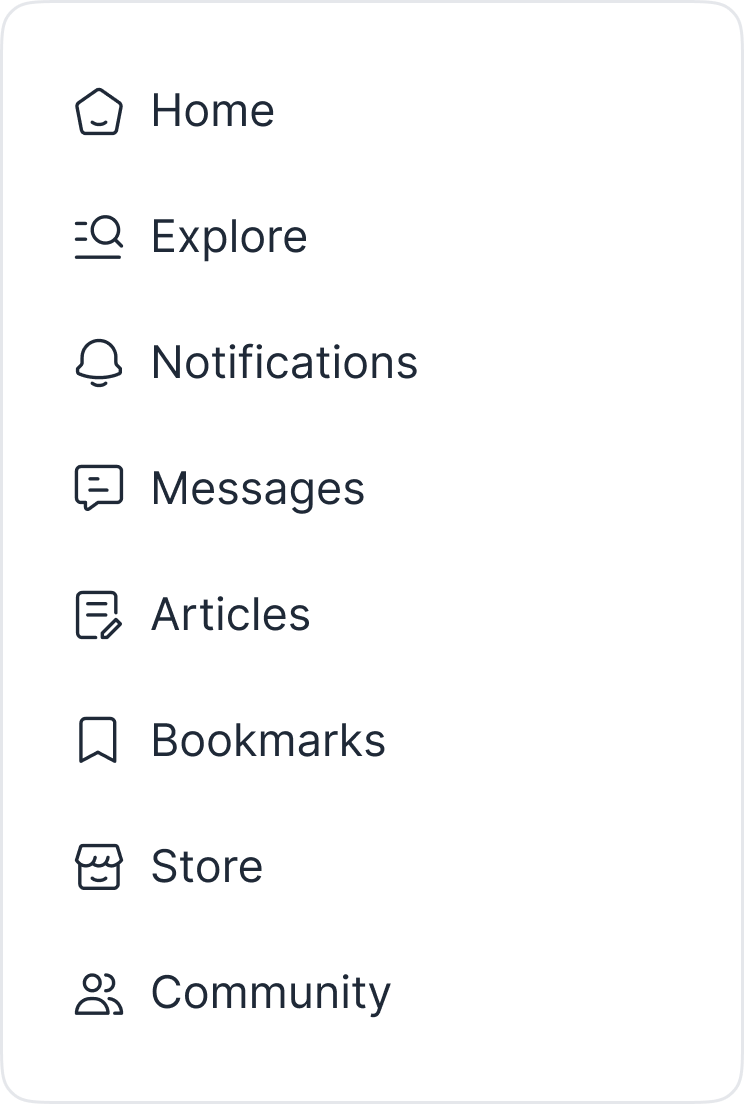 Home
Explore
Notifications
Messages
Articles
Bookmarks
Store
Community